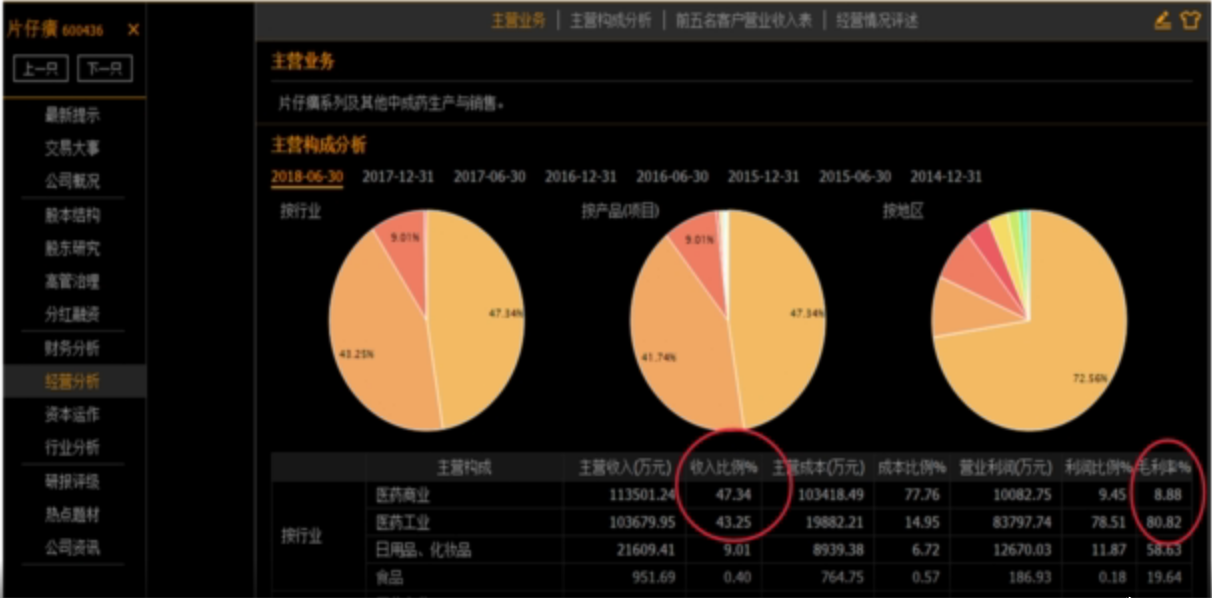 片仔癀 600436 ×
上一只 下一只
最新提示
交易大事
公司概况
股本结构
股东研究
高管治理
分红融资
财务分析
经营分析
资本运作
行业分析
研报评级
热点题材
公司资讯
主营业务 | 主营构成分析 | 前五名客户营业收入表 | 经营情况评述
主营业务
片仔癀系列及其他中成药生产与销售。
主营构成分析
2018-06-30 2017-12-31 2017-06-30 2016-12-31 2016-06-30 2015-12-31 2015-06-30 2014-12-31
按行业 按产品(项目) 按地区
9.01% 9.01%
47.34% 47.34%
43.25% 41.74%
72.56%
主营构成 主营收入(万元) 收入比例% 主营成本(万元) 成本比例% 营业利润(万元) 利润比例% 毛利率%
医药商业 113501.24 47.34 103418.49 77.76 10082.75 9.45 8.88
医药工业 103679.95 43.25 19882.21 14.95 83797.74 78.51 80.82
按行业
日用品、化妆品 21609.41 9.01 8939.38 6.72 12670.03 11.87 58.63
食品 951.69 0.40 764.75 0.57 186.93 0.18 19.64